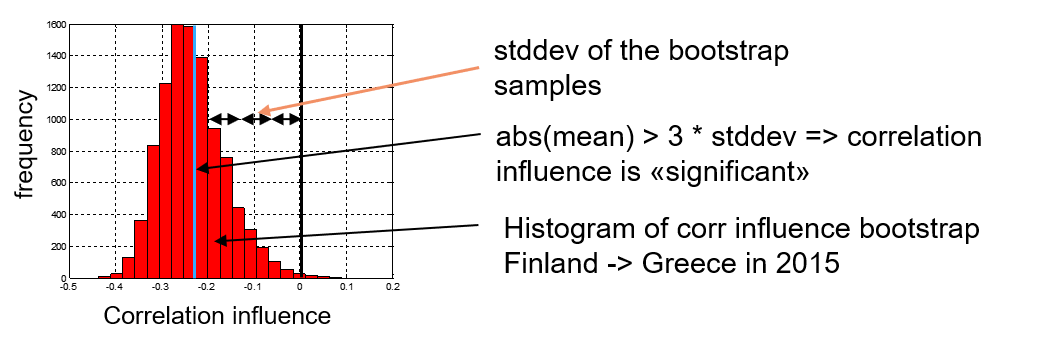 1600
1400
1200
1000
800
600
400
200
0
-0.5 -0.4 -0.3 -0.2 -0.1 0 0.1 0.2
frequency
Correlation influence
stddev of the bootstrap
samples
abs(mean) > 3 * stddev => correlation
influence is «significant»
Histogram of corr influence bootstrap
Finland -> Greece in 2015